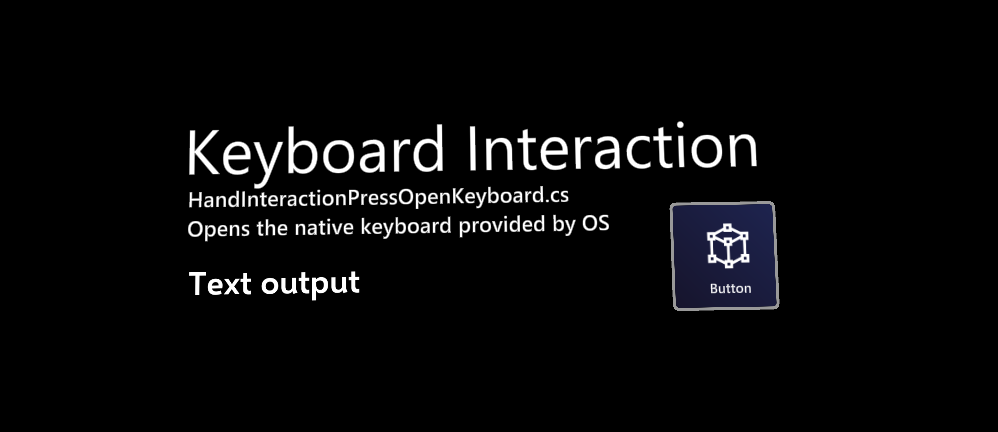 Keyboard Interaction
HandInteractionPressOpenKeyboard.cs
Opens the native keyboard provided by OS
Text output
Button